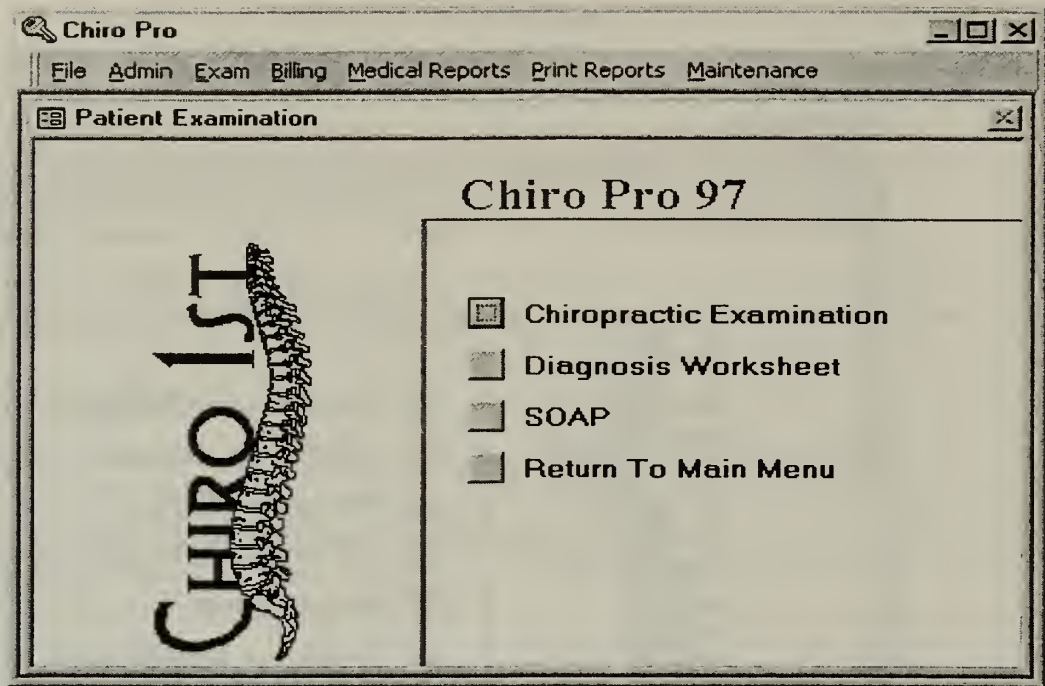 Chiro Pro
File Admin Exam Billing Medical Reports Print Reports Maintenance
Patient Examination
Chiro Pro 97
CHIRO 1ST
Chiropractic Examination
Diagnosis Worksheet
SOAP
Return To Main Menu